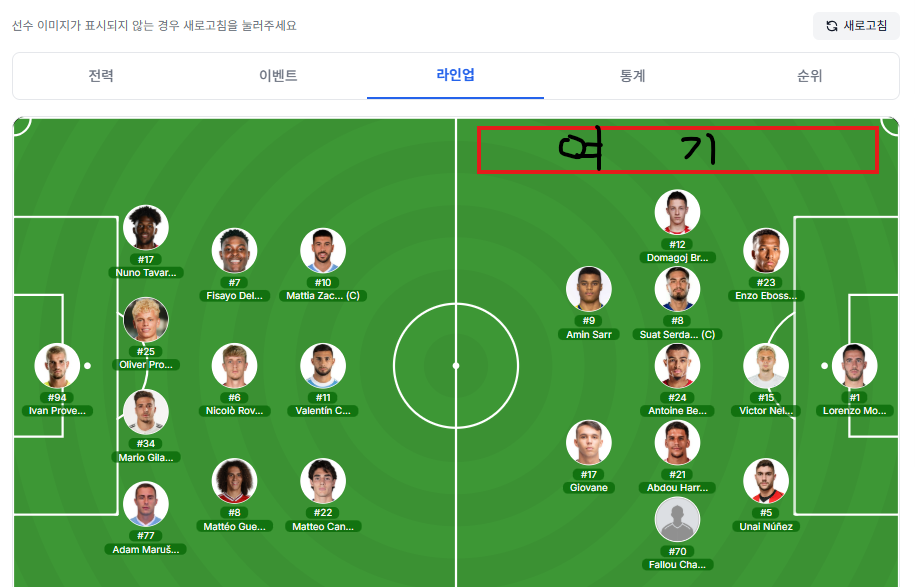 선수 이미지가 표시되지 않는 경우 새로고침을 눌러주세요
새로고침
전력
이벤트
라인업
통계
순위
여 기
#17
Nuno Tavar...
#7
Fisayo Del...
#10
Mattia Zac... (C)
#25
Oliver Pro...
#94
Ivan Prove...
#6
Nicolò Rov...
#11
Valentín C...
#34
Mario Gila...
#8
Mattéo Gue...
#22
Matteo Can...
#77
Adam Maruš...
#12
Domagoj Br...
#23
Enzo Eboss...
#9
Amin Sarr
#8
Suat Serda... (C)
#24
Antoine Be...
#15
Victor Nel...
#1
Lorenzo Mo...
#17
Giovane
#21
Abdou Harr...
#5
Unai Núñez
#70
Fallou Cha...